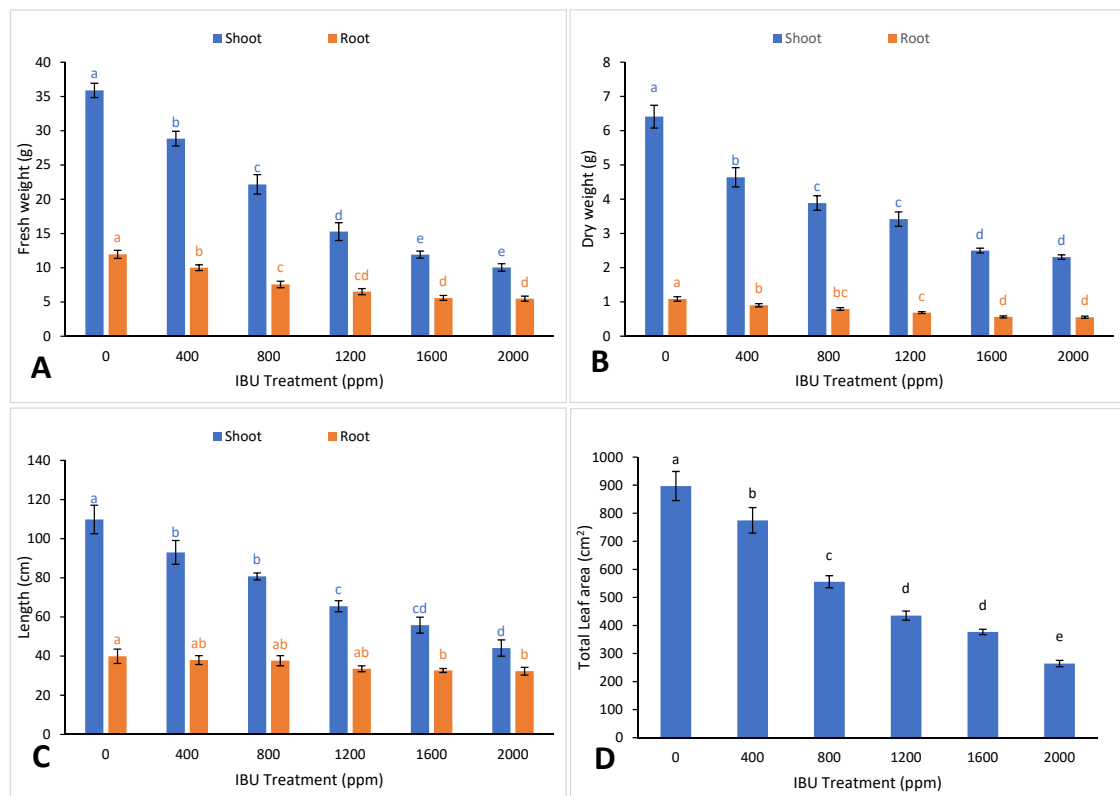 Shoot Root
40
35
30
25
20
15
10
5
0
Fresh weight (g)
a
b
c
d
e
e
a
b
c
cd
d
d
0 400 800 1200 1600 2000
IBU Treatment (ppm)
A
Shoot Root
8
7
6
5
4
3
2
1
0
Dry weight (g)
a
b
c
c
d
d
a
b
bc
c
d
d
0 400 800 1200 1600 2000
IBU Treatment (ppm)
B
Shoot Root
140
120
100
80
60
40
20
0
Length (cm)
a
b
b
c
cd
d
a
ab
ab
ab
b
b
0 400 800 1200 1600 2000
IBU Treatment (ppm)
C
1000
900
800
700
600
500
400
300
200
100
0
Total Leaf area (cm²)
a
b
c
d
d
e
0 400 800 1200 1600 2000
IBU Treatment (ppm)
D